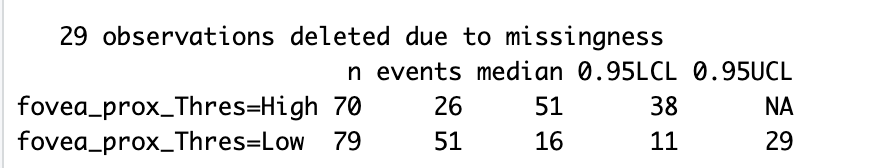 29 observations deleted due to missingness
n events median 0.95LCL 0.95UCL
fovea_prox_Thres=High 70 26 51 38 NA
fovea_prox_Thres=Low 79 51 16 11 29